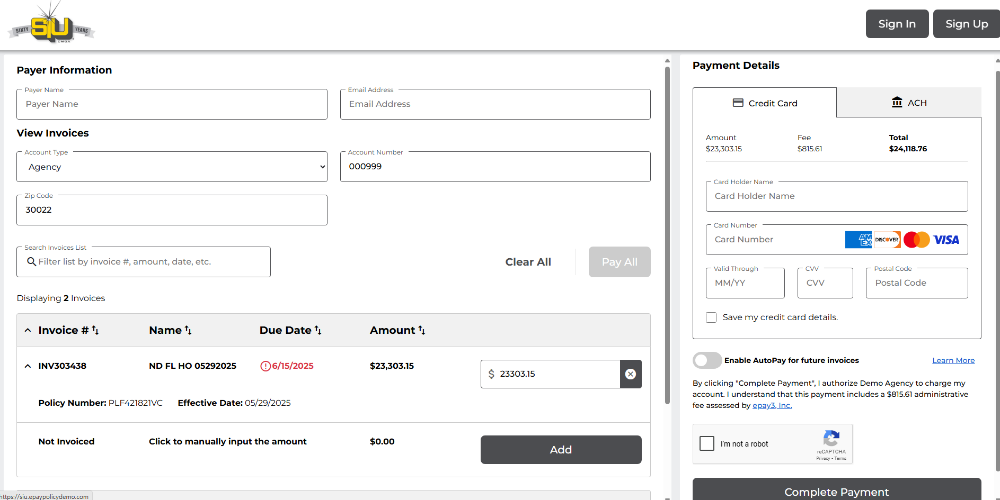 SIXTY SIU YEARS
CMGA
Sign In
Sign Up
Payer Information
Payer Name
Payer Name
Email Address
Email Address
View Invoices
Account Type
Agency
Account Number
000999
Zip Code
30022
Search Invoices List
Filter list by invoice #, amount, date, etc.
Clear All
Pay All
Displaying 2 Invoices
Invoice # Name Due Date Amount
INV303438 ND FL HO 05292025 6/15/2025 $23,303.15 $ 23303.15
Policy Number: PLF421821VC Effective Date: 05/29/2025
Not Invoiced Click to manually input the amount $0.00 Add
https://siu.epaypolicydemo.com
Payment Details
Credit Card
ACH
Amount Fee Total
$23,303.15 $815.61 $24,118.76
Card Holder Name
Card Holder Name
Card Number
Card Number
AM
EX
DISCOVER
VISA
Valid Through
MM/YY
CVV
CVV
Postal Code
Postal Code
Save my credit card details.
Enable AutoPay for future invoices Learn More
By clicking "Complete Payment", I authorize Demo Agency to charge my
account. I understand that this payment includes a $815.61 administrative
fee assessed by epay3, Inc.
I'm not a robot
reCAPTCHA
Privacy - Terms
Complete Payment